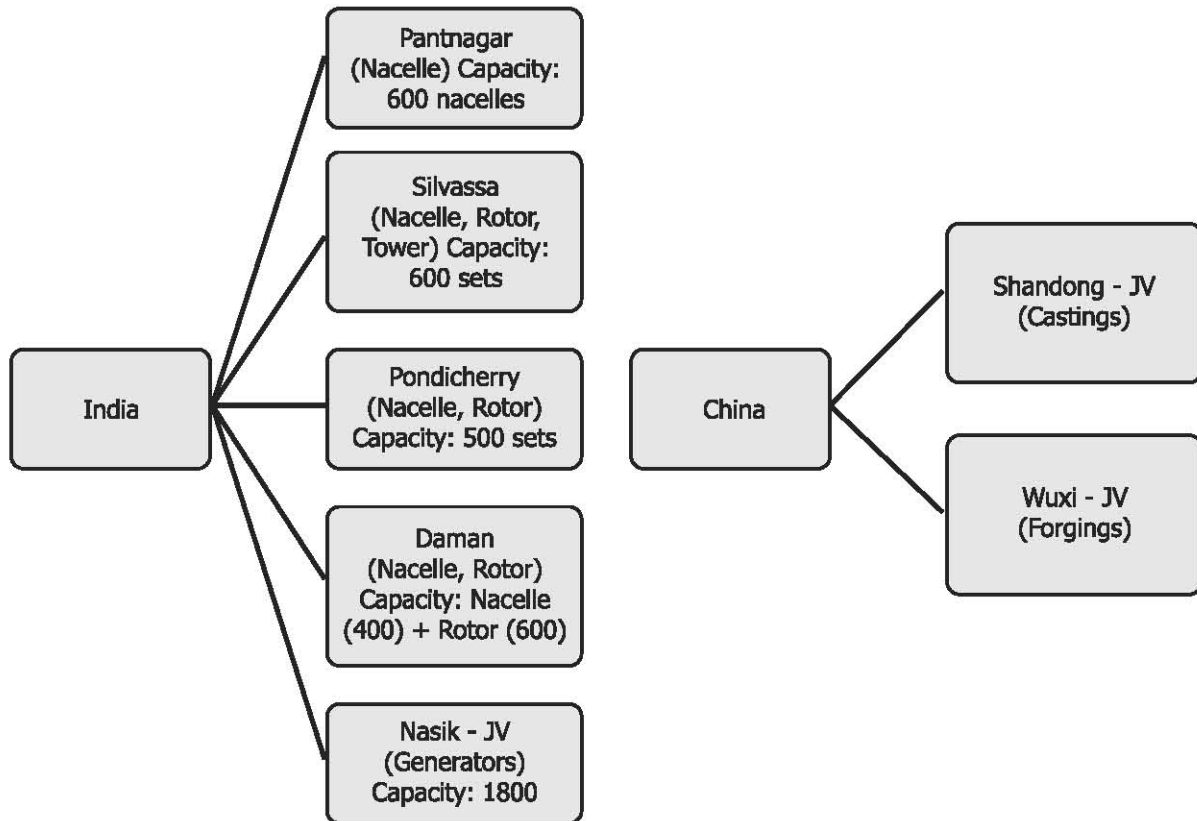 India
Pantnagar
(Nacelle) Capacity:
600 nacelles
Silvassa
(Nacelle, Rotor,
Tower) Capacity:
600 sets
Pondicherry
(Nacelle, Rotor)
Capacity: 500 sets
Daman
(Nacelle, Rotor)
Capacity: Nacelle
(400) + Rotor (600)
Nasik - JV
(Generators)
Capacity: 1800
China
Shandong - JV
(Castings)
Wuxi - JV
(Forgings)